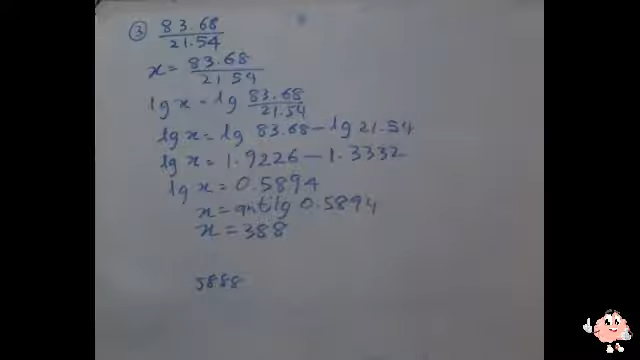 ③ 83.68/21.54
x = 83.68/21.54
lg x = lg 83.68/21.54
lg x = lg 83.68 - lg 21.54
lg x = 1.9226 - 1.3332
lg x = 0.5894
x = antilg 0.5894
x = 388
3888